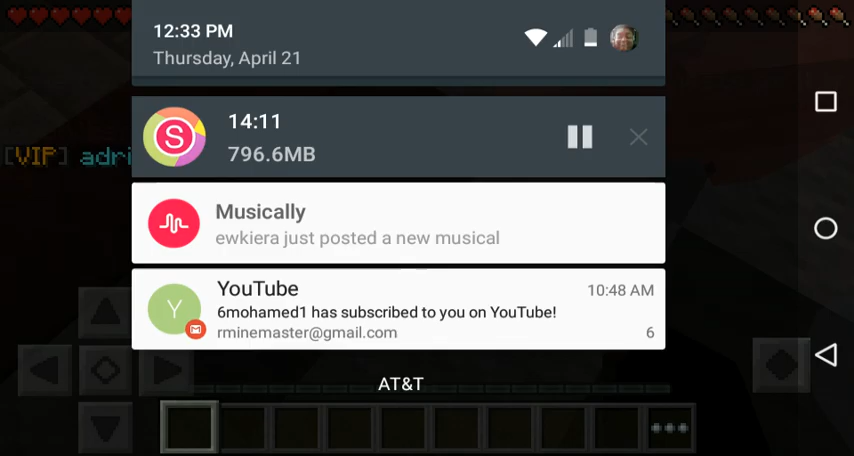 12:33 PM
Thursday, April 21
14:11
796.6MB
S
[VIP] adri
Musically
ewkiera just posted a new musical
YouTube 10:48 AM
Y
6mohamed1 has subscribed to you on YouTube!
rminemaster@gmail.com 6
AT&T